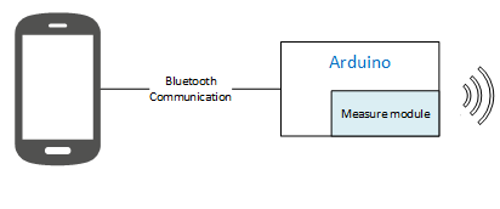 Bluetooth
Communication
Arduino
Measure module